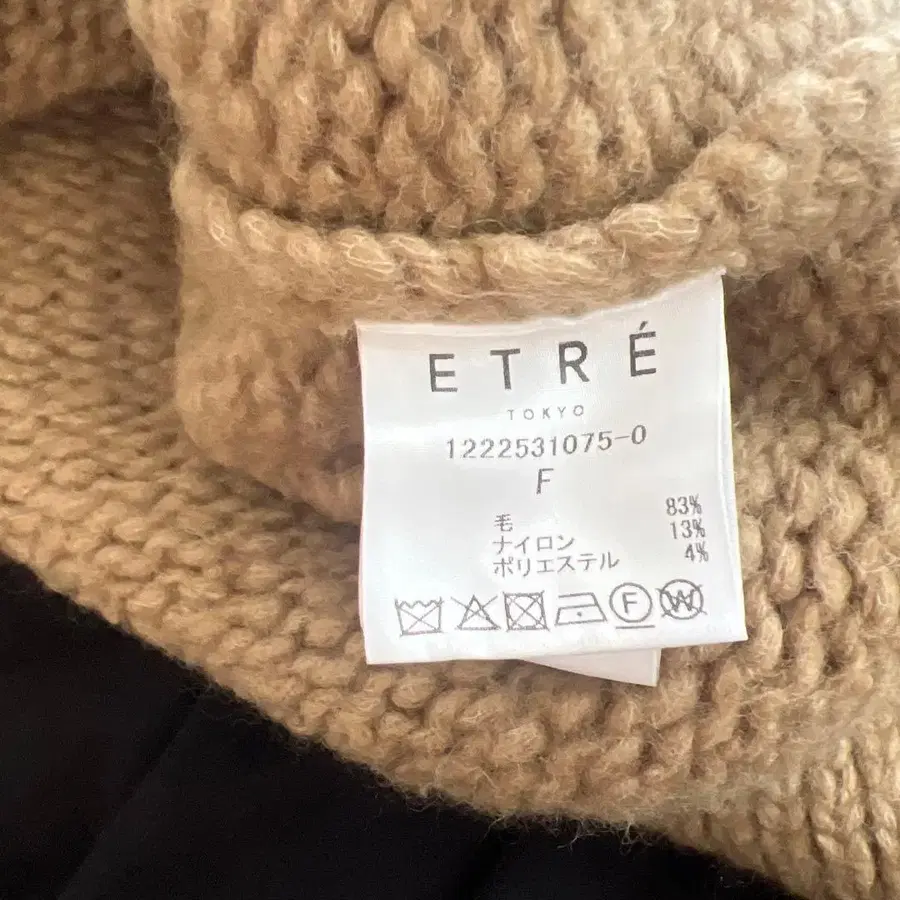 ETRÉ
TOKYO
1222531075-0
F
毛 83%
ナイロン 13%
ポリエステル 4%
F W